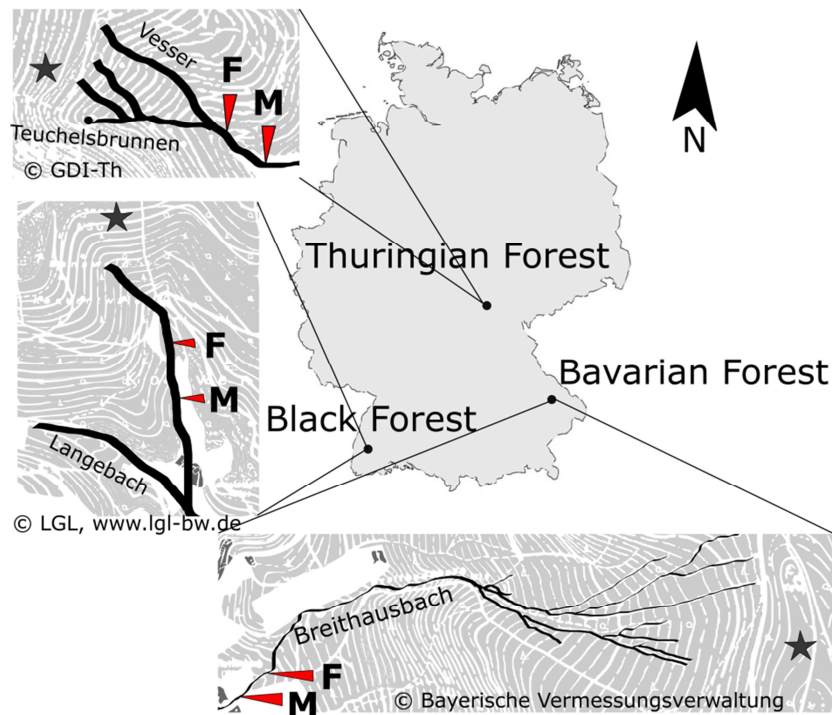 Vesser
F
M
Teuchelsbrunnen
© GDI-Th
N
Thuringian Forest
F
M
Langebach
© LGL, www.lgl-bw.de
Black Forest
Bavarian Forest
Breithausbach
F
M
© Bayerische Vermessungsverwaltung